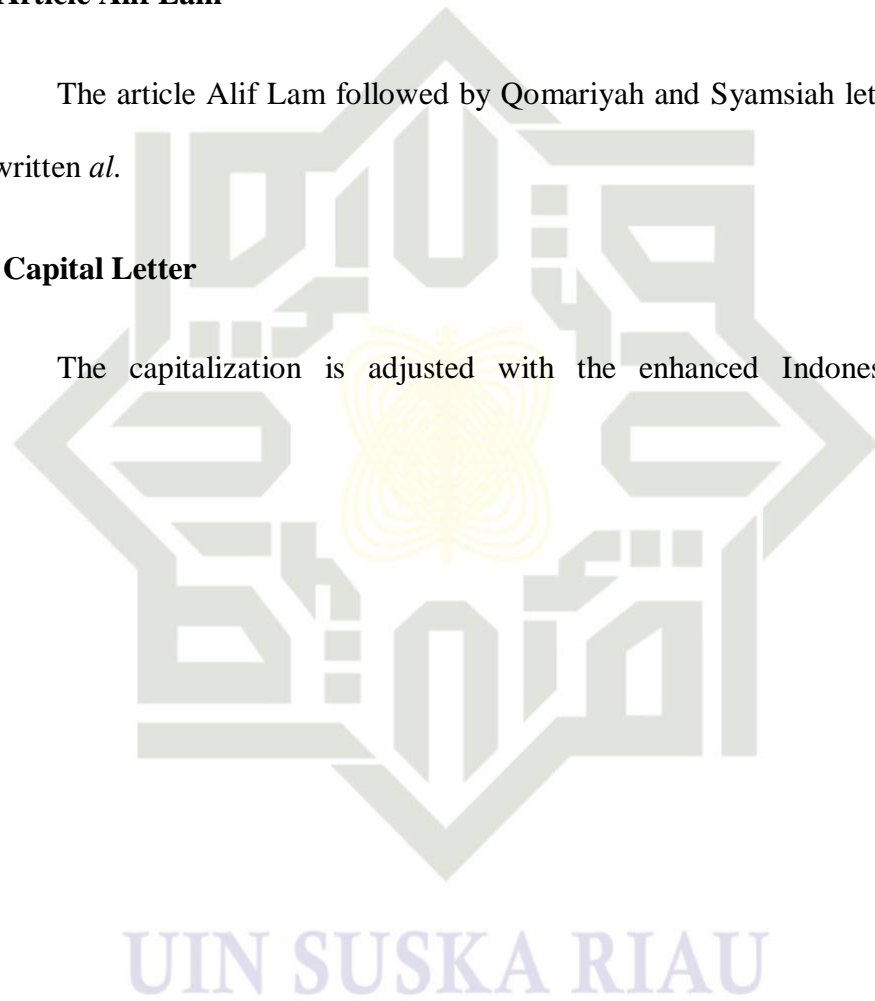 Article Alif Lam
The article Alif Lam followed by Qomariyah and Syamsiah let
written al.
Capital Letter
The capitalization is adjusted with the enhanced Indones
UIN SUSKA RIAU